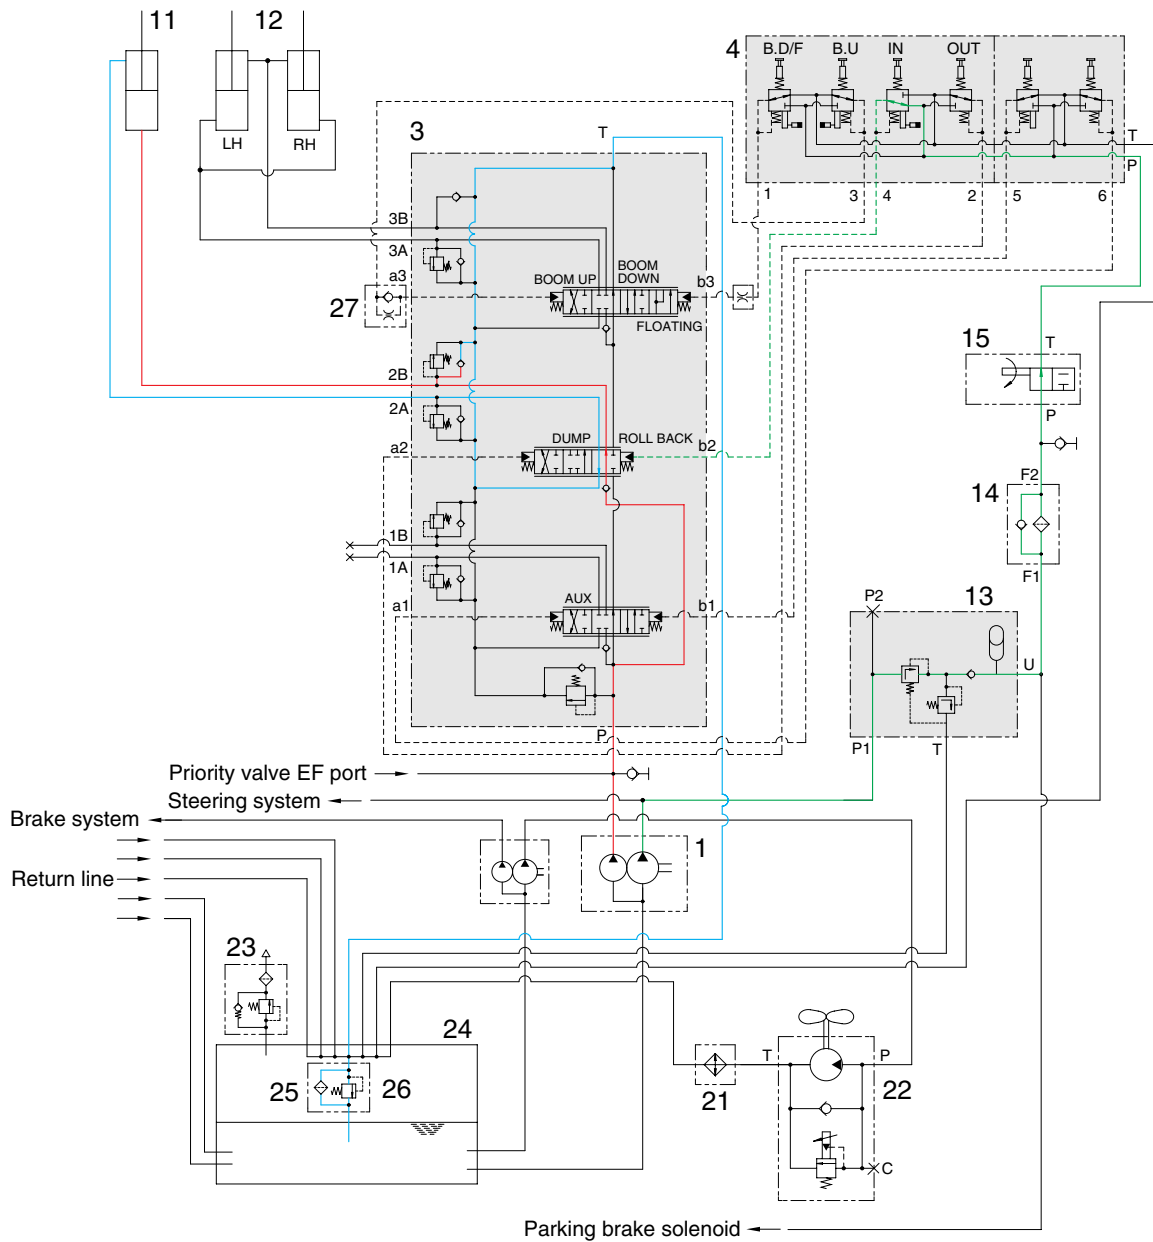 11
12
LH
RH
4
B.D/F
B.U
IN
OUT
T
P
1
3
4
2
5
6
3
T
3B
3A
a3
27
BOOM UP
BOOM
DOWN
b3
FLOATING
2B
2A
a2
DUMP
ROLL BACK
b2
1B
1A
a1
AUX
b1
P
15
T
P
F2
14
F1
P2
13
U
P1
T
Priority valve EF port
Steering system
Brake system
1
Return line
23
24
25
26
21
T
P
22
C
Parking brake solenoid